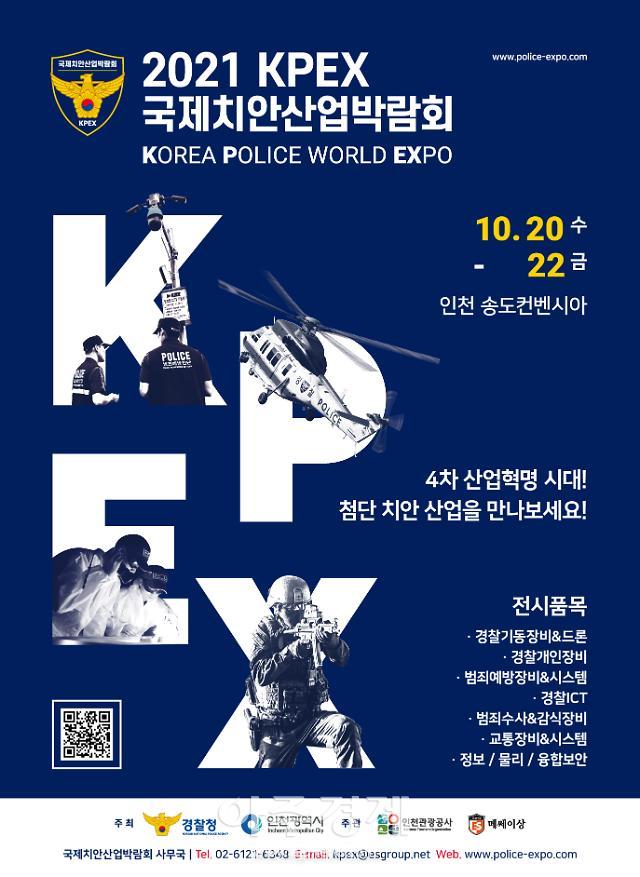 국제치안산업박람회
KPEX
2021 KPEX
국제치안산업박람회
KOREA POLICE WORLD EXPO
www.police-expo.com
10. 20 수
- 22 금
인천 송도컨벤시아
POLICE
POLICE
4차 산업혁명 시대!
첨단 치안 산업을 만나보세요!
KPEX
전시품목
· 경찰기동장비&드론
· 경찰개인장비
· 범죄예방장비&시스템
· 경찰ICT
· 범죄수사&감식장비
· 교통장비&시스템
· 정보 / 물리 / 융합보안
아주경제
주 최 경찰청 인천광역시 Incheon Metropolitan City 주 관 인천관광공사 ES 메쎄이상
국제치안산업박람회 사무국 | Tel. 02-6121-6348 E-mail. kpex@esgroup.net Web. www.police-expo.com